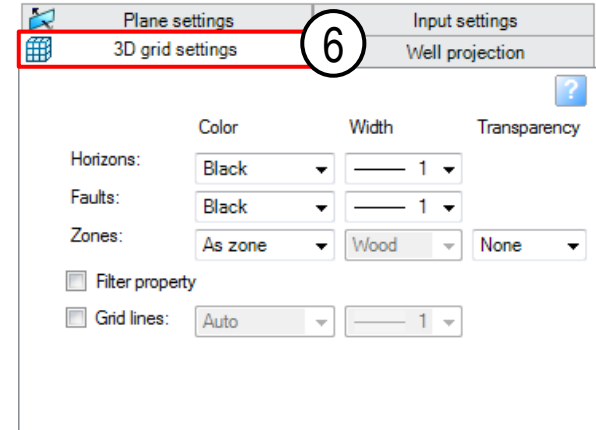 Plane settings Input settings
3D grid settings 6 Well projection
?
Color Width Transparency
Horizons: Black 1
Faults: Black 1
Zones: As zone Wood None
Filter property
Grid lines: Auto 1